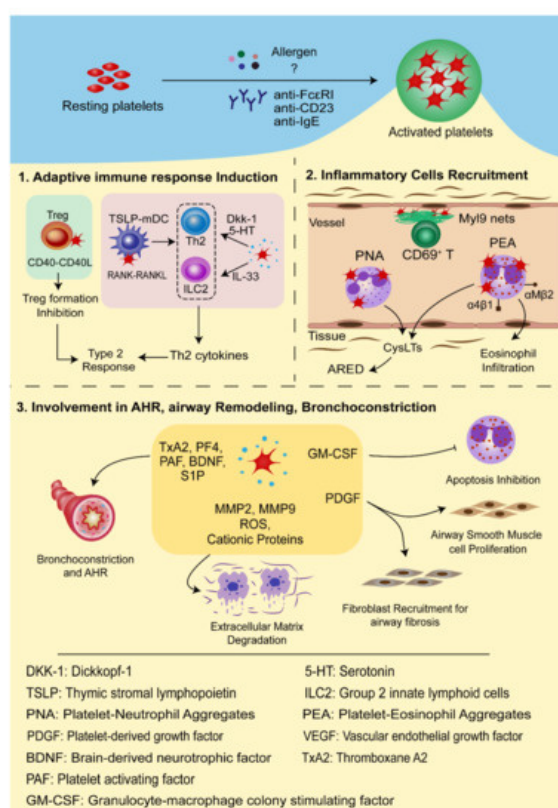 Allergen
?
anti-FcεRI
anti-CD23
anti-IgE
Resting platelets
Activated platelets
1. Adaptive immune response Induction
Treg
CD40-CD40L
Treg formation
Inhibition
TSLP-mDC
RANK-RANKL
Th2
ILC2
Dkk-1
5-HT
IL-33
Type 2
Response
Th2 cytokines
2. Inflammatory Cells Recruitment
Vessel
Myl9 nets
CD69+ T
PNA
PEA
α4β1
αMβ2
Tissue
CysLTs
ARED
Eosinophil
Infiltration
3. Involvement in AHR, airway Remodeling, Bronchoconstriction
TxA2, PF4,
PAF, BDNF,
S1P
GM-CSF
PDGF
MMP2, MMP9
ROS,
Cationic Proteins
Bronchoconstriction
and AHR
Apoptosis Inhibition
Airway Smooth Muscle
cell Proliferation
Extracellular Matrix
Degradation
Fibroblast Recruitment for
airway fibrosis
DKK-1: Dickkopf-1
5-HT: Serotonin
TSLP: Thymic stromal lymphopoietin
ILC2: Group 2 innate lymphoid cells
PNA: Platelet-Neutrophil Aggregates
PEA: Platelet-Eosinophil Aggregates
PDGF: Platelet-derived growth factor
VEGF: Vascular endothelial growth factor
BDNF: Brain-derived neurotrophic factor
TxA2: Thromboxane A2
PAF: Platelet activating factor
GM-CSF: Granulocyte-macrophage colony stimulating factor